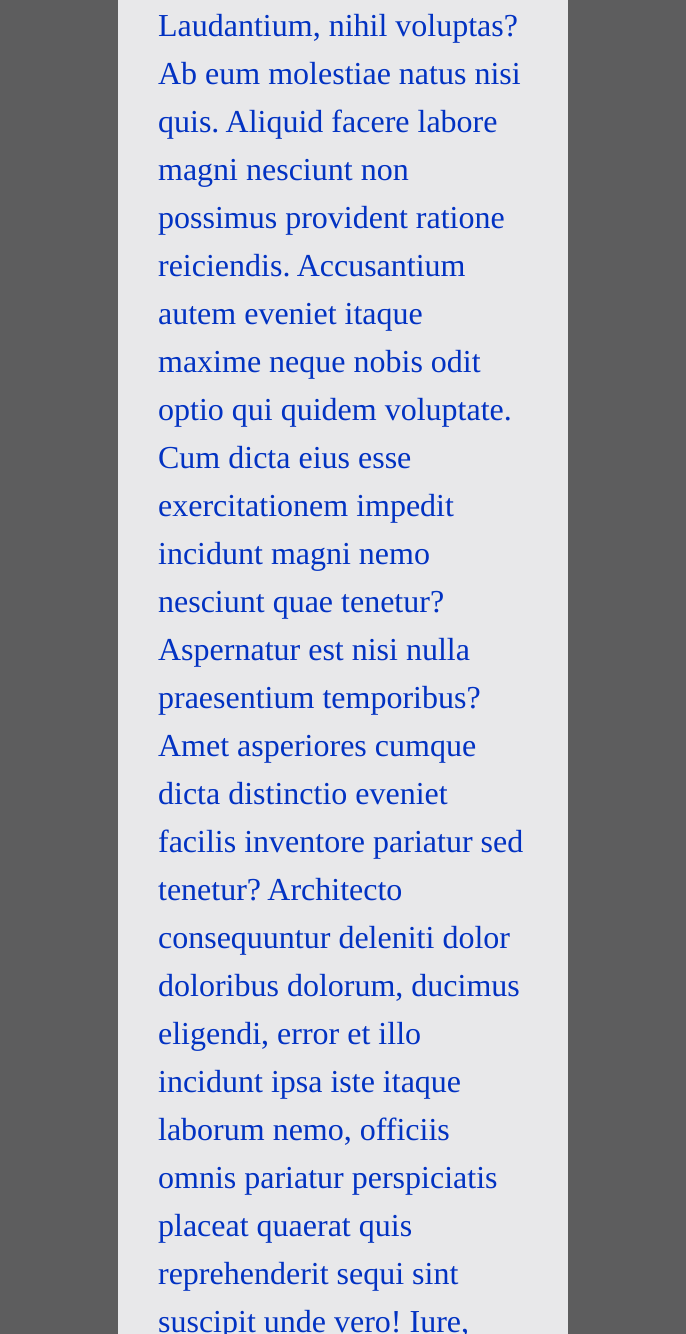 Laudantium, nihil voluptas?
Ab eum molestiae natus nisi
quis. Aliquid facere labore
magni nesciunt non
possimus provident ratione
reiciendis. Accusantium
autem eveniet itaque
maxime neque nobis odit
optio qui quidem voluptate.
Cum dicta eius esse
exercitationem impedit
incidunt magni nemo
nesciunt quae tenetur?
Aspernatur est nisi nulla
praesentium temporibus?
Amet asperiores cumque
dicta distinctio eveniet
facilis inventore pariatur sed
tenetur? Architecto
consequuntur deleniti dolor
doloribus dolorum, ducimus
eligendi, error et illo
incidunt ipsa iste itaque
laborum nemo, officiis
omnis pariatur perspiciatis
placeat quaerat quis
reprehenderit sequi sint
suscipit unde vero! Iure,